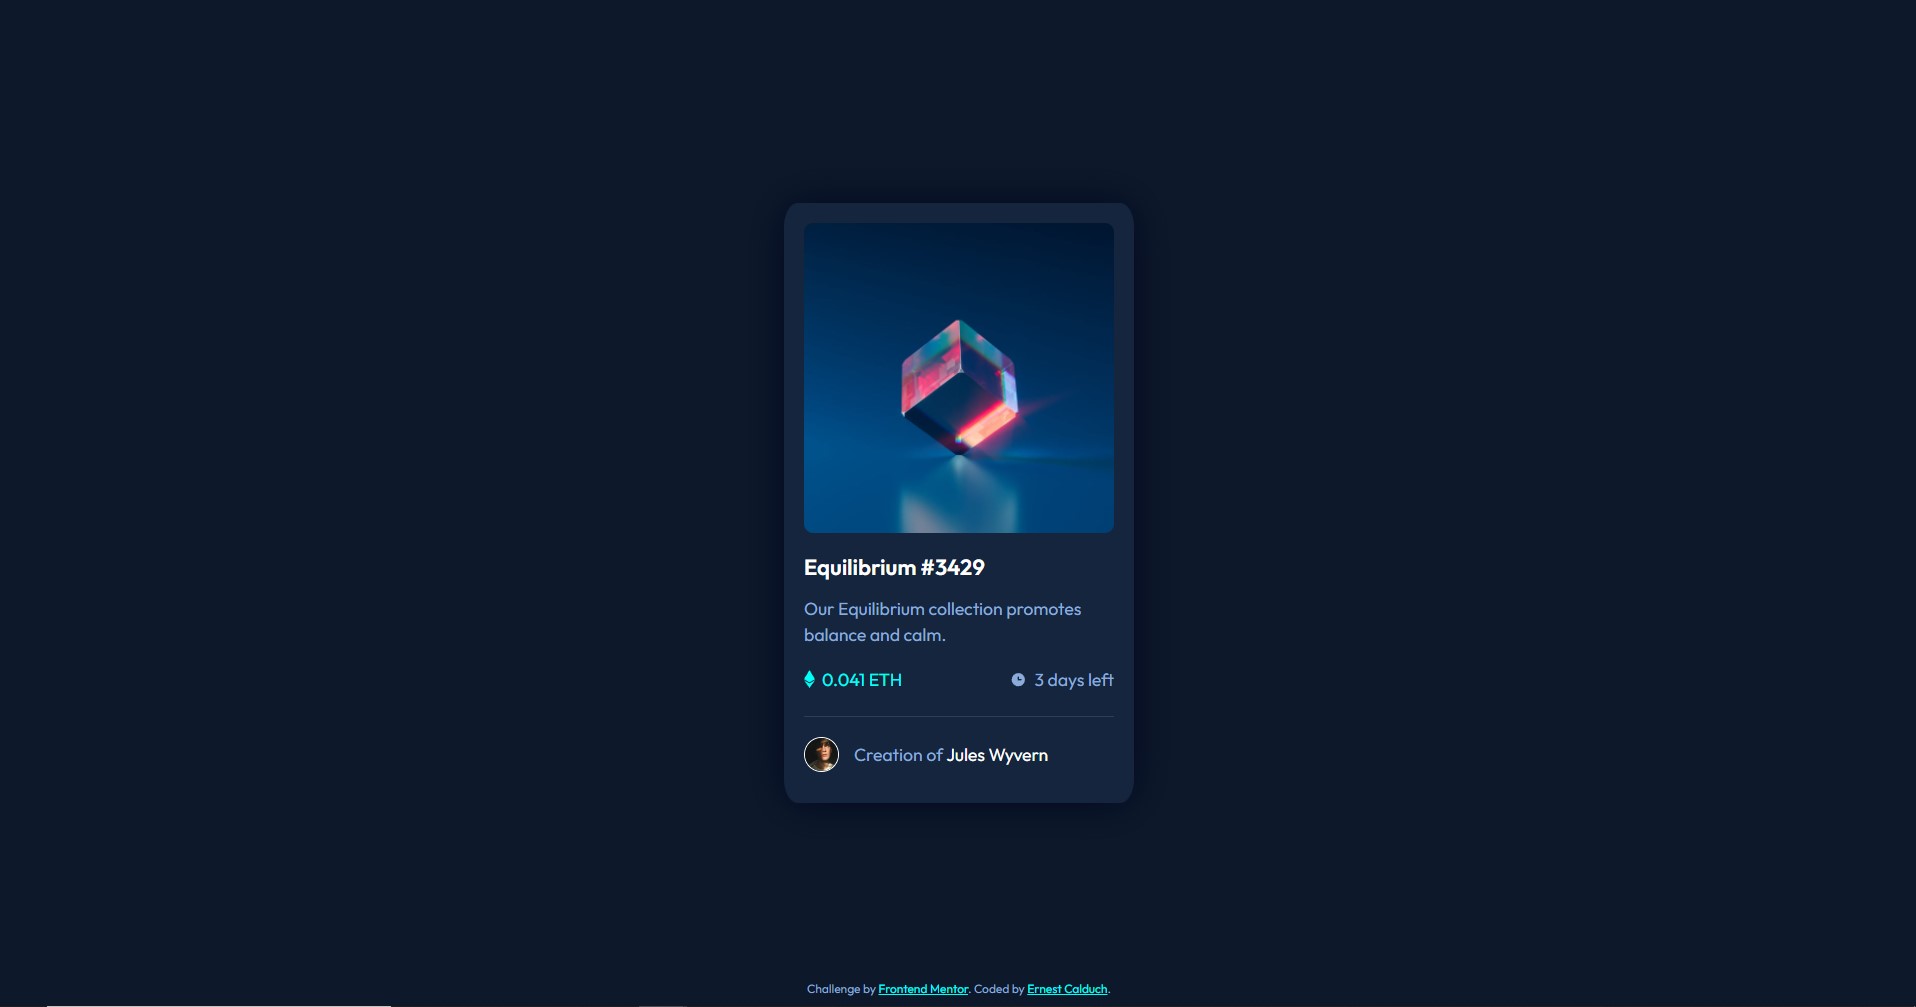 Equilibrium #3429
Our Equilibrium collection promotes
balance and calm.
0.041 ETH
3 days left
Creation of Jules Wyvern
Challenge by Frontend Mentor. Coded by Ernest Calduch.